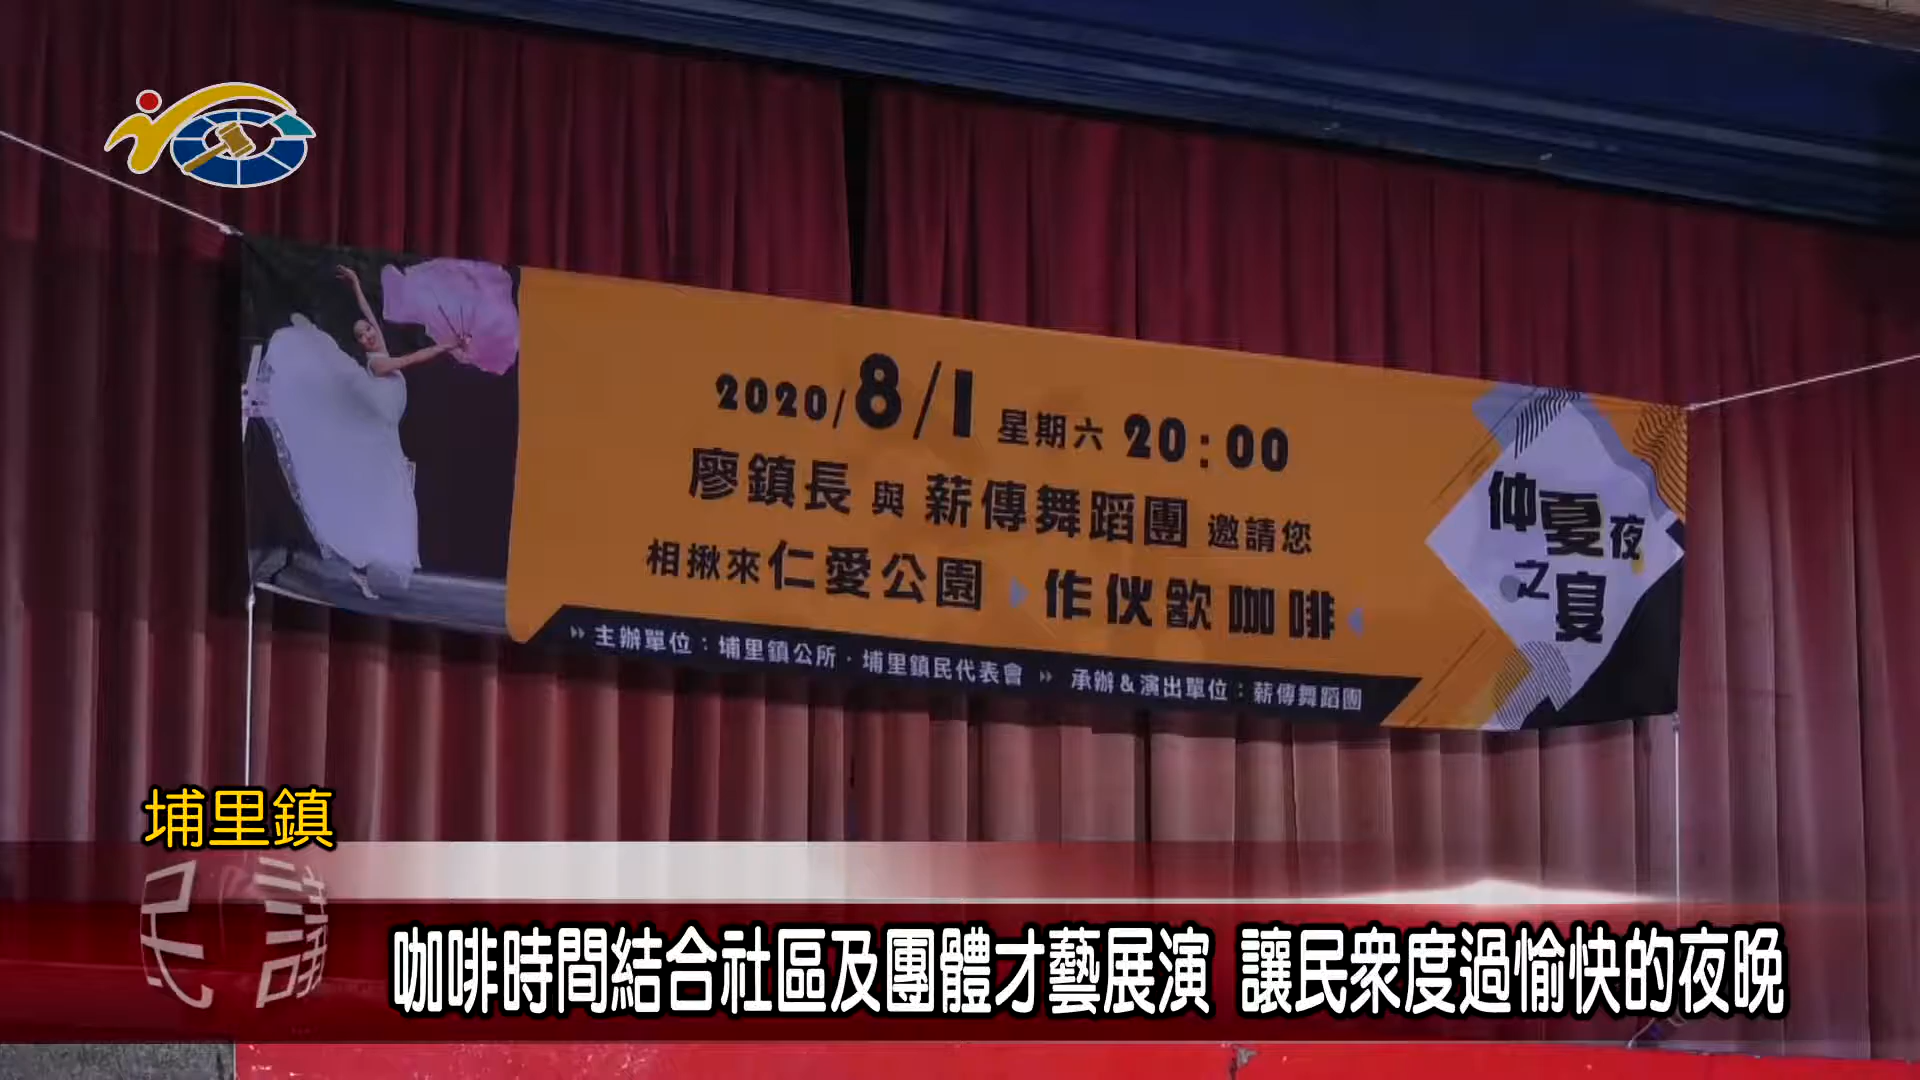 2020/8/1 星期六 20:00
廖鎮長 與 薪傳舞蹈團 邀請您
相揪來 仁愛公園 作伙飲咖啡
仲夏夜
之宴
主辦單位：埔里鎮公所．埔里鎮民代表會 承辦&演出單位：薪傳舞蹈團
埔里鎮
咖啡時間結合社區及團體才藝展演 讓民眾度過愉快的夜晚